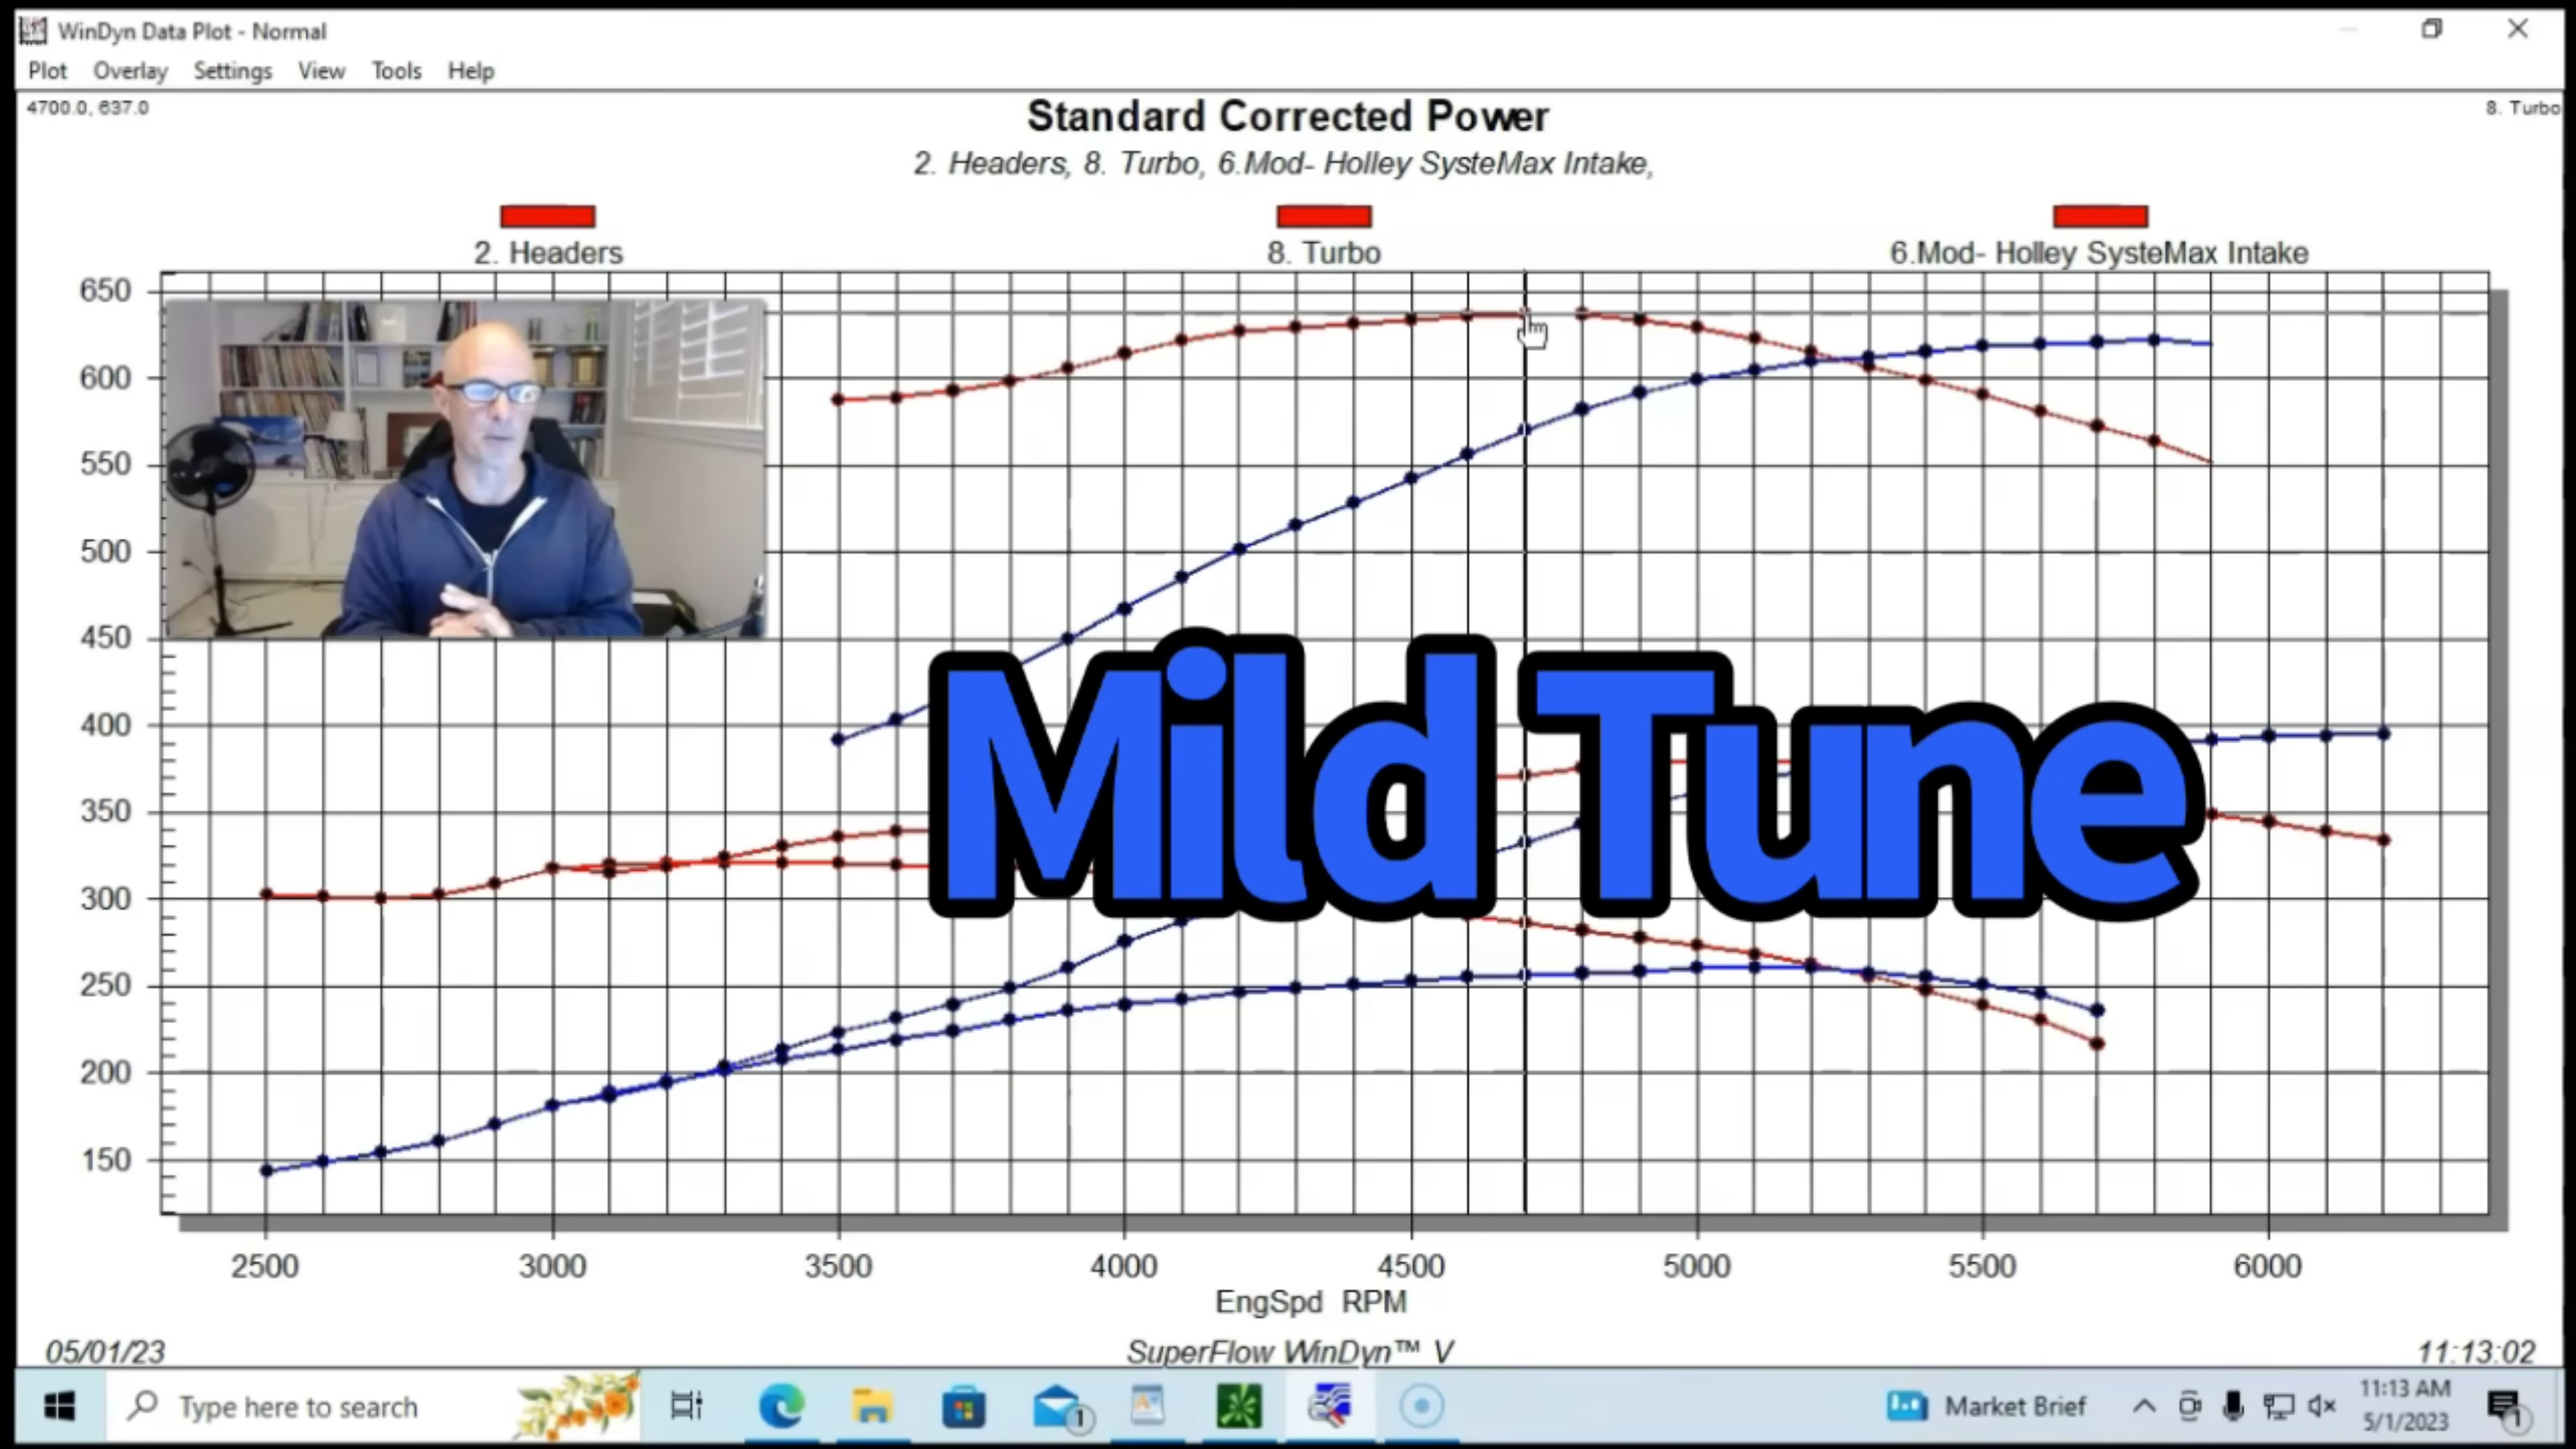 WinDyn Data Plot - Normal
Plot Overlay Settings View Tools Help
4700.0, 637.0
8. Turbo
Standard Corrected Power
2. Headers, 8. Turbo, 6.Mod- Holley SysteMax Intake,
2. Headers
8. Turbo
6.Mod- Holley SysteMax Intake
650
600
550
500
450
400
350
300
250
200
150
Mild Tune
2500 3000 3500 4000 4500 5000 5500 6000
EngSpd RPM
05/01/23
SuperFlow WinDyn™ V
11:13:02
Type here to search
1
Market Brief
11:13 AM
5/1/2023
1